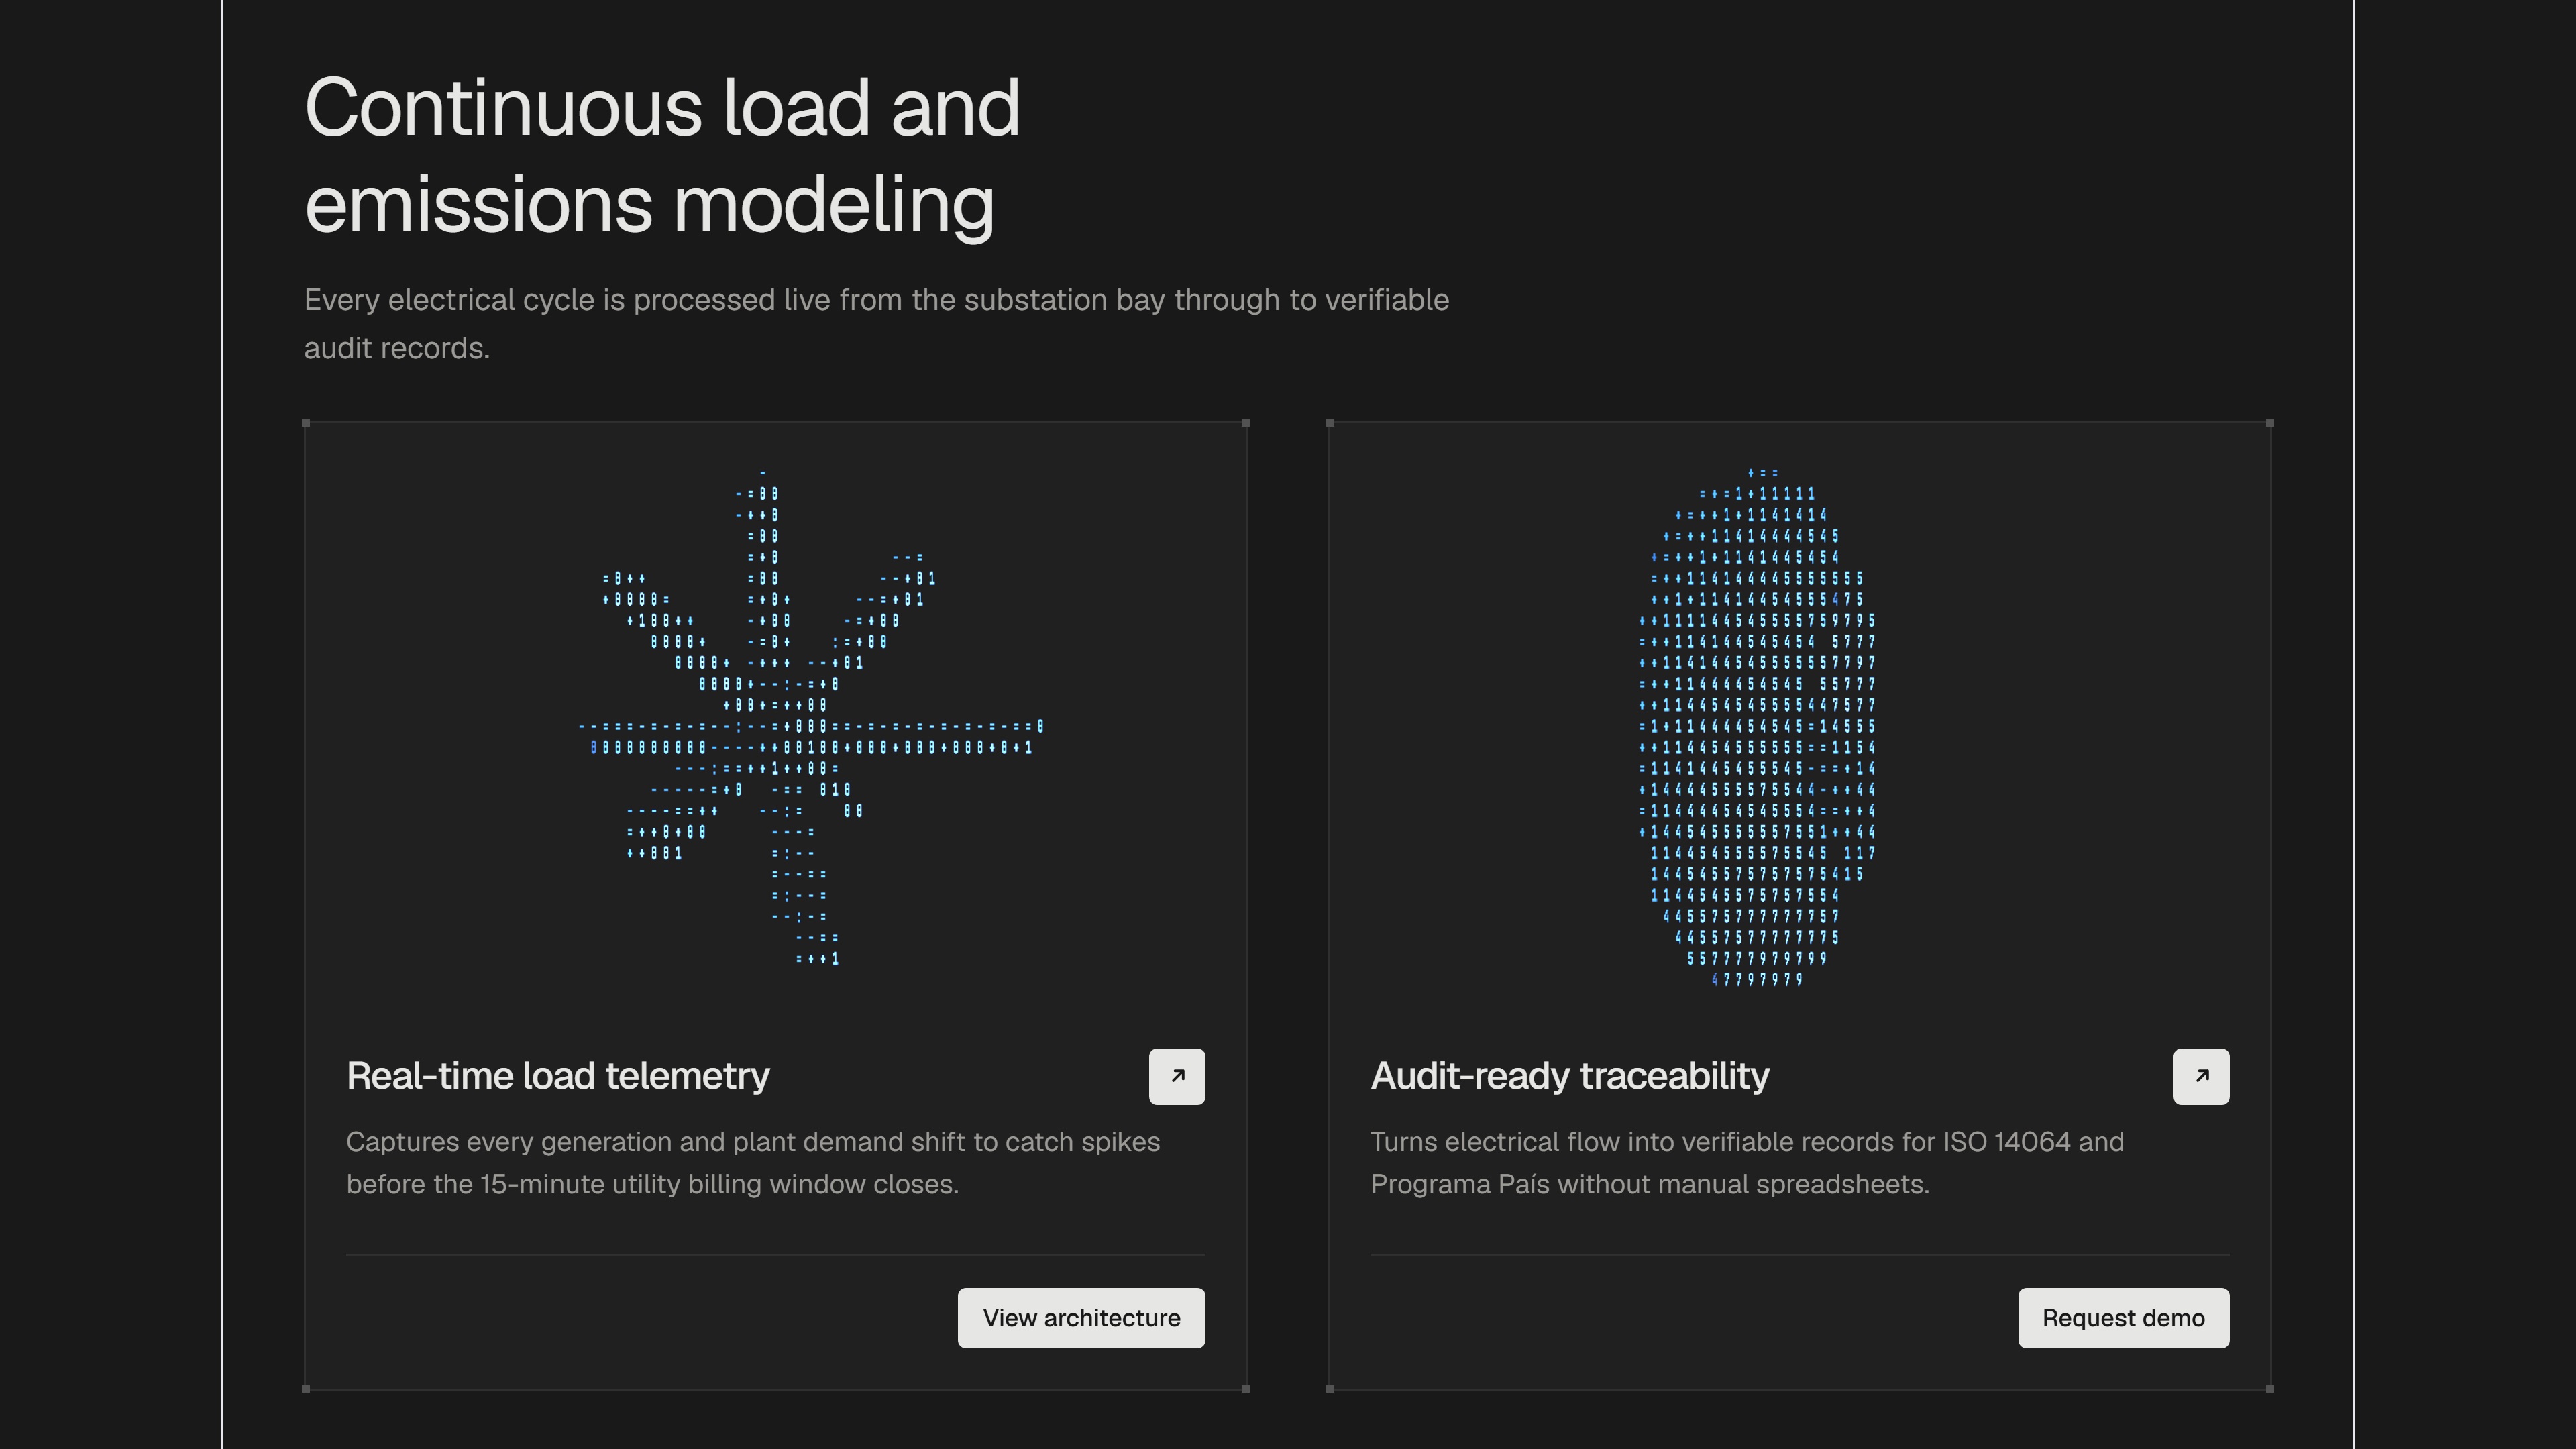 Continuous load and
emissions modeling
Every electrical cycle is processed live from the substation bay through to verifiable
audit records.
Real-time load telemetry
Captures every generation and plant demand shift to catch spikes
before the 15-minute utility billing window closes.
View architecture
Audit-ready traceability
Turns electrical flow into verifiable records for ISO 14064 and
Programa País without manual spreadsheets.
Request demo